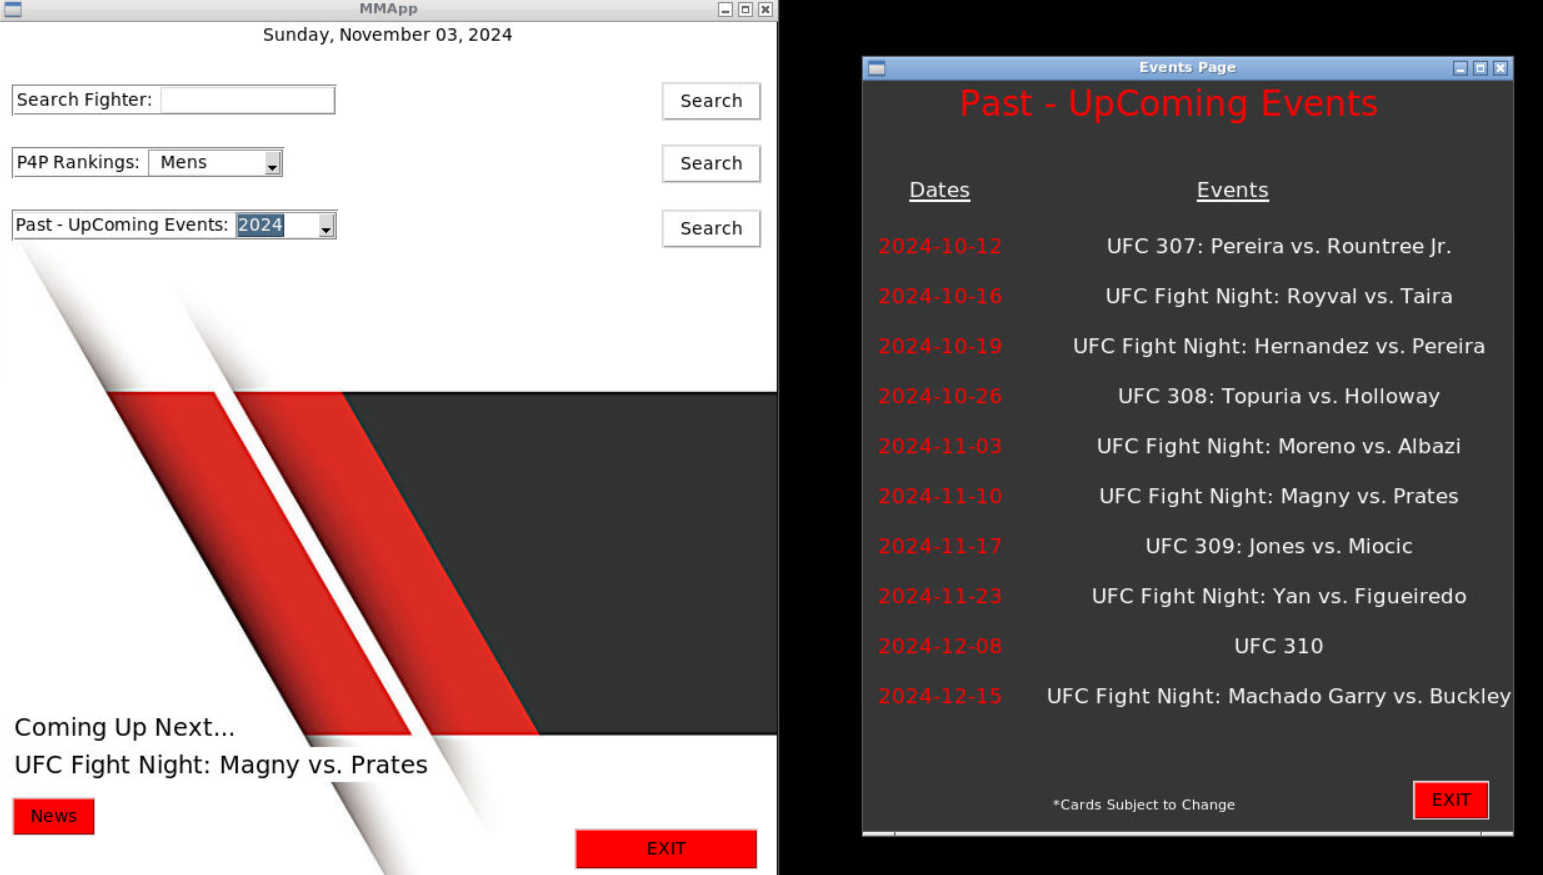 MMApp
Sunday, November 03, 2024
Search Fighter:
Search
P4P Rankings: Mens
Search
Past - UpComing Events: 2024
Search
Coming Up Next...
UFC Fight Night: Magny vs. Prates
News
EXIT
Events Page
Past - UpComing Events
Dates Events
2024-10-12 UFC 307: Pereira vs. Rountree Jr.
2024-10-16 UFC Fight Night: Royval vs. Taira
2024-10-19 UFC Fight Night: Hernandez vs. Pereira
2024-10-26 UFC 308: Topuria vs. Holloway
2024-11-03 UFC Fight Night: Moreno vs. Albazi
2024-11-10 UFC Fight Night: Magny vs. Prates
2024-11-17 UFC 309: Jones vs. Miocic
2024-11-23 UFC Fight Night: Yan vs. Figueiredo
2024-12-08 UFC 310
2024-12-15 UFC Fight Night: Machado Garry vs. Buckley
*Cards Subject to Change
EXIT